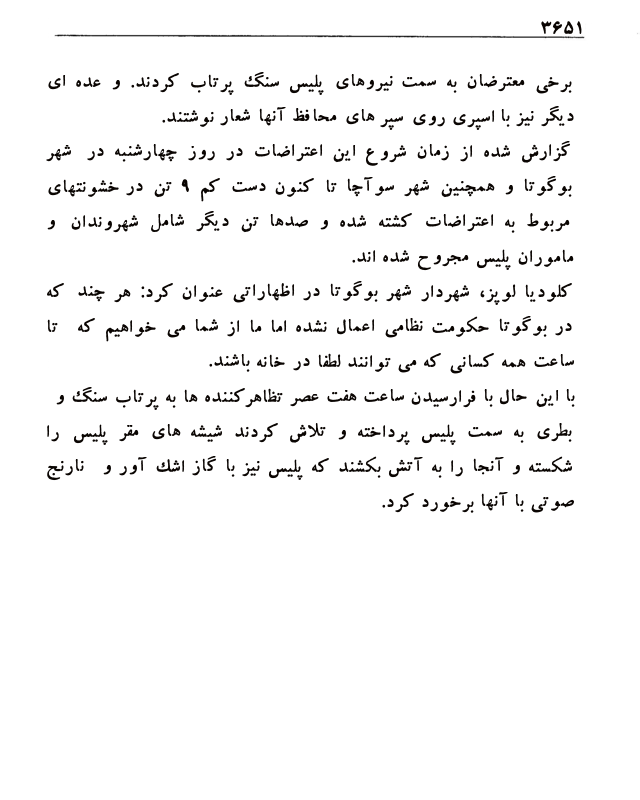 ۳۶۵۱
برخی معترضان به سمت نیروهای پلیس سنگ پرتاب کردند. و عده ای
دیگر نیز با اسپری روی سپر های محافظ آنها شعار نوشتند.
گزارش شده از زمان شروع این اعتراضات در روز چهارشنبه در شهر
بوگوتا و همچنین شهر سوآچا تا کنون دست کم ۹ تن در خشونتهای
مربوط به اعتراضات کشته شده و صدها تن دیگر شامل شهروندان و
ماموران پلیس مجروح شده اند.
کلودیا لوپز، شهردار شهر بوگوتا در اظهاراتی عنوان کرد: هر چند که
در بوگوتا حکومت نظامی اعمال نشده اما ما از شما می خواهیم که تا
ساعت همه کسانی که می توانند لطفا در خانه باشند.
با این حال با فرارسیدن ساعت هفت عصر تظاهرکننده ها به پرتاب سنگ و
بطری به سمت پلیس پرداخته و تلاش کردند شیشه های مقر پلیس را
شکسته و آنجا را به آتش بکشند که پلیس نیز با گاز اشک آور و نارنج
صوتی با آنها برخورد کرد.